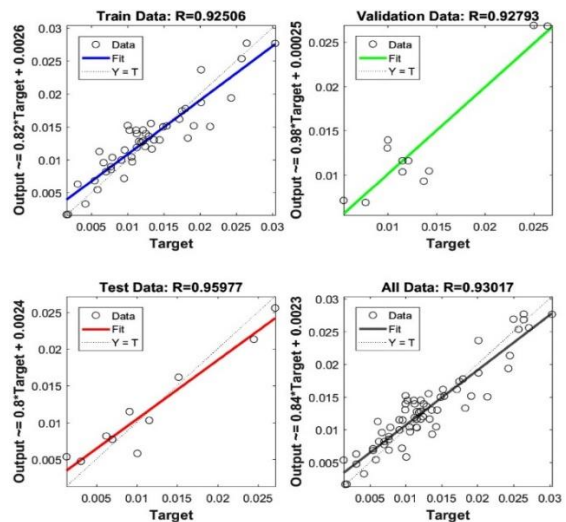 Train Data: R=0.92506
Output ~= 0.82*Target + 0.0026
Data
Fit
Y = T
0.03
0.025
0.02
0.015
0.01
0.005
0.005 0.01 0.015 0.02 0.025 0.03
Target
Validation Data: R=0.92793
Output ~= 0.98*Target + 0.00025
Data
Fit
Y = T
0.025
0.02
0.015
0.01
0.01 0.015 0.02 0.025
Target
Test Data: R=0.95977
Output ~= 0.8*Target + 0.0024
Data
Fit
Y = T
0.025
0.02
0.015
0.01
0.005
0.005 0.01 0.015 0.02 0.025
Target
All Data: R=0.93017
Output ~= 0.84*Target + 0.0023
Data
Fit
Y = T
0.03
0.025
0.02
0.015
0.01
0.005
0.005 0.01 0.015 0.02 0.025 0.03
Target